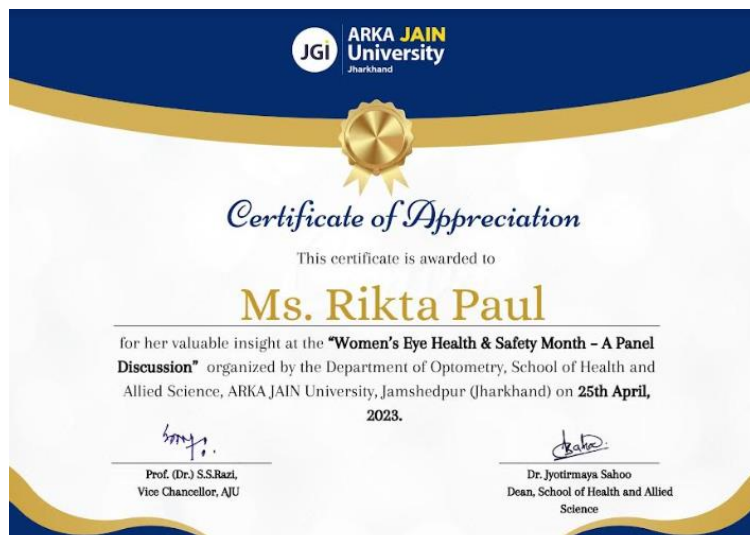 JGi
ARKA JAIN
University
Jharkhand
Certificate of Appreciation
This certificate is awarded to
Ms. Rikta Paul
for her valuable insight at the “Women’s Eye Health & Safety Month – A Panel
Discussion” organized by the Department of Optometry, School of Health and
Allied Science, ARKA JAIN University, Jamshedpur (Jharkhand) on 25th April,
2023.
Prof. (Dr.) S.S.Razi,
Vice Chancellor, AJU
Dr. Jyotirmaya Sahoo
Dean, School of Health and Allied
Science